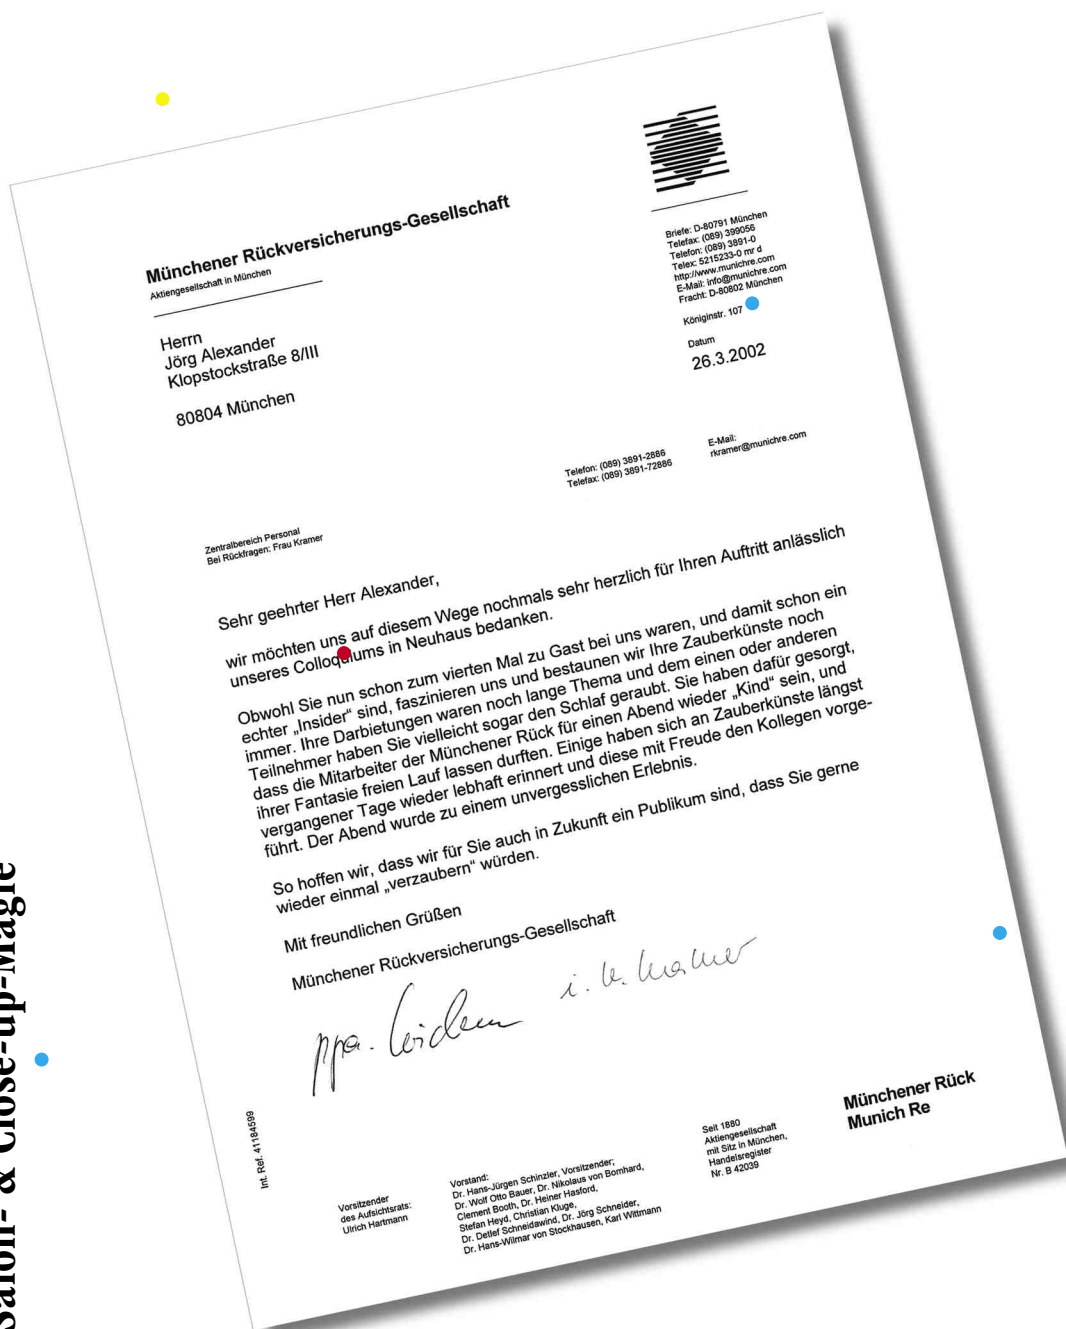 Münchener Rückversicherungs-Gesellschaft
Aktiengesellschaft in München
Briefe: D-80791 München
Telefax: (089) 399056
Telefon: (089) 3891-0
Telex: 5215233-0 mr d
http://www.munichre.com
E-Mail: info@munichre.com
Fracht: D-80802 München
Königinstr. 107
Datum
26.3.2002
Herrn
Jörg Alexander
Klopstockstraße 8/III
80804 München
Telefon: (089) 3891-2886
Telefax: (089) 3891-72886
E-Mail:
rkramer@munichre.com
Zentralbereich Personal
Bei Rückfragen: Frau Kramer
Sehr geehrter Herr Alexander,
wir möchten uns auf diesem Wege nochmals sehr herzlich für Ihren Auftritt anlässlich
unseres Colloquiums in Neuhaus bedanken.
Obwohl Sie nun schon zum vierten Mal zu Gast bei uns waren, und damit schon ein
echter „Insider“ sind, faszinieren uns und bestaunen wir Ihre Zauberkünste noch
immer. Ihre Darbietungen waren noch lange Thema und dem einen oder anderen
Teilnehmer haben Sie vielleicht sogar den Schlaf geraubt. Sie haben dafür gesorgt,
dass die Mitarbeiter der Münchener Rück für einen Abend wieder „Kind“ sein, und
ihrer Fantasie freien Lauf lassen durften. Einige haben sich an Zauberkünste längst
vergangener Tage wieder lebhaft erinnert und diese mit Freude den Kollegen vorge-
führt. Der Abend wurde zu einem unvergesslichen Erlebnis.
So hoffen wir, dass wir für Sie auch in Zukunft ein Publikum sind, dass Sie gerne
wieder einmal „verzaubern“ würden.
Mit freundlichen Grüßen
Münchener Rückversicherungs-Gesellschaft
ppa. i. V. Kramer
Int. Ref. 41184599
Vorsitzender
des Aufsichtsrats:
Ulrich Hartmann
Vorstand:
Dr. Hans-Jürgen Schinzler, Vorsitzender;
Dr. Wolf Otto Bauer, Dr. Nikolaus von Bomhard,
Clement Booth, Dr. Heiner Hasford,
Stefan Heyd, Christian Kluge,
Dr. Detlef Schneidawind, Dr. Jörg Schneider,
Dr. Hans-Wilmar von Stockhausen, Karl Wittmann
Seit 1880
Aktiengesellschaft
mit Sitz in München,
Handelsregister
Nr. B 42039
Münchener Rück
Munich Re
Salon- & Close-up-Magie